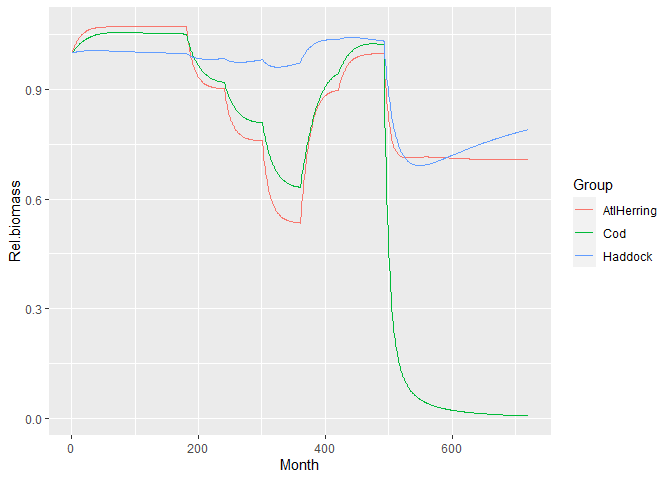 0.9
0.6
0.3
0.0
Rel.biomass
0 200 400 600
Month
Group
AtlHerring
Cod
Haddock